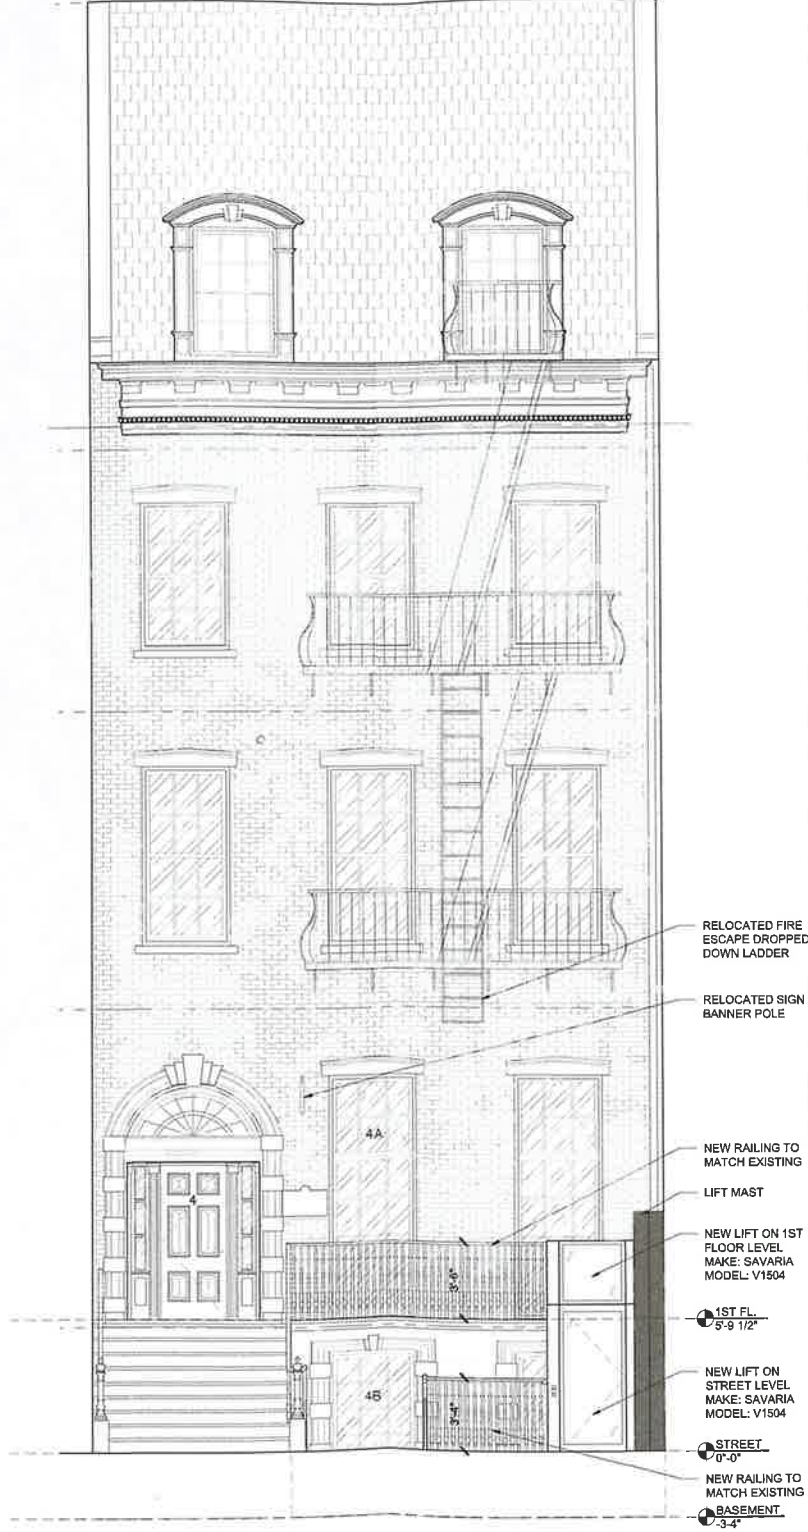 RELOCATED FIRE
ESCAPE DROPPED
DOWN LADDER
RELOCATED SIGN
BANNER POLE
4A
NEW RAILING TO
MATCH EXISTING
4
LIFT MAST
NEW LIFT ON 1ST
FLOOR LEVEL
MAKE: SAVARIA
MODEL: V1504
3'-6"
1ST FL.
5'-9 1/2"
NEW LIFT ON
STREET LEVEL
MAKE: SAVARIA
MODEL: V1504
4B
3'-4"
STREET
0'-0"
NEW RAILING TO
MATCH EXISTING
BASEMENT
-3-4"